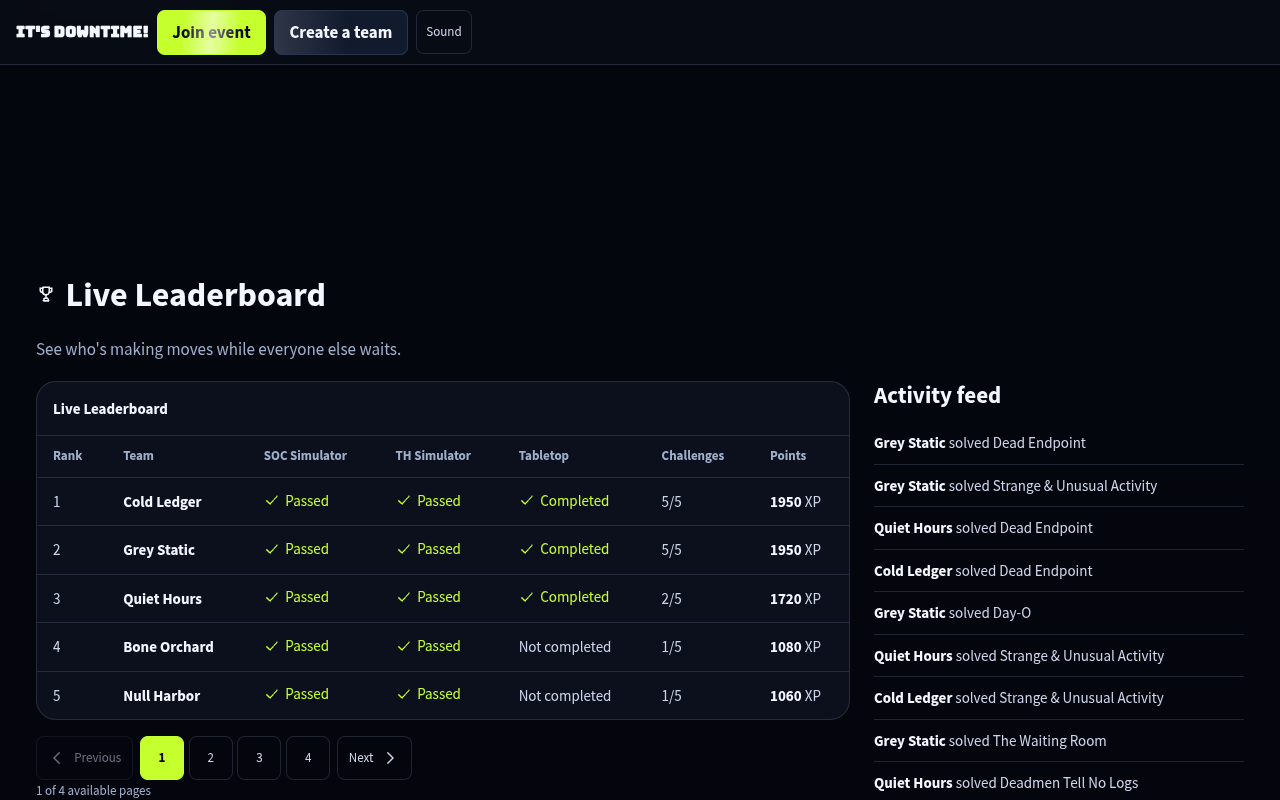 IT'S DOWNTIME!
Join event
Create a team
Sound
Live Leaderboard
See who's making moves while everyone else waits.
Live Leaderboard
Rank Team SOC Simulator TH Simulator Tabletop Challenges Points
1 Cold Ledger Passed Passed Completed 5/5 1950 XP
2 Grey Static Passed Passed Completed 5/5 1950 XP
3 Quiet Hours Passed Passed Completed 2/5 1720 XP
4 Bone Orchard Passed Passed Not completed 1/5 1080 XP
5 Null Harbor Passed Passed Not completed 1/5 1060 XP
Previous 1 2 3 4 Next
1 of 4 available pages
Activity feed
Grey Static solved Dead Endpoint
Grey Static solved Strange & Unusual Activity
Quiet Hours solved Dead Endpoint
Cold Ledger solved Dead Endpoint
Grey Static solved Day-O
Quiet Hours solved Strange & Unusual Activity
Cold Ledger solved Strange & Unusual Activity
Grey Static solved The Waiting Room
Quiet Hours solved Deadmen Tell No Logs